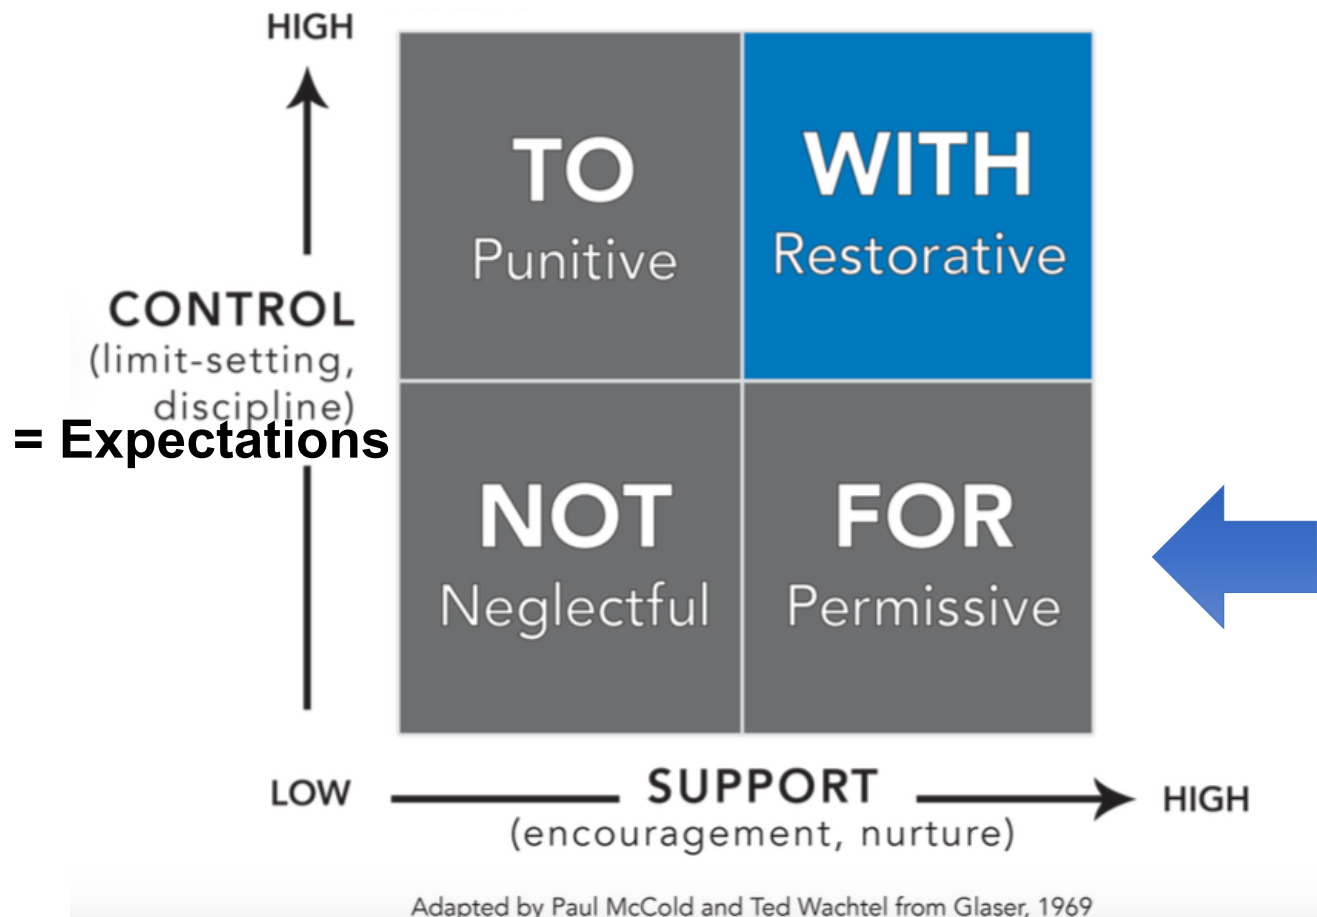 HIGH
TO
WITH
Punitive
Restorative
CONTROL
(limit-setting,
discipline)
= Expectations
NOT
FOR
Neglectful
Permissive
LOW
SUPPORT
HIGH
(encouragement, nurture)
Adapted by Paul McCold and Ted Wachtel from Glaser, 1969